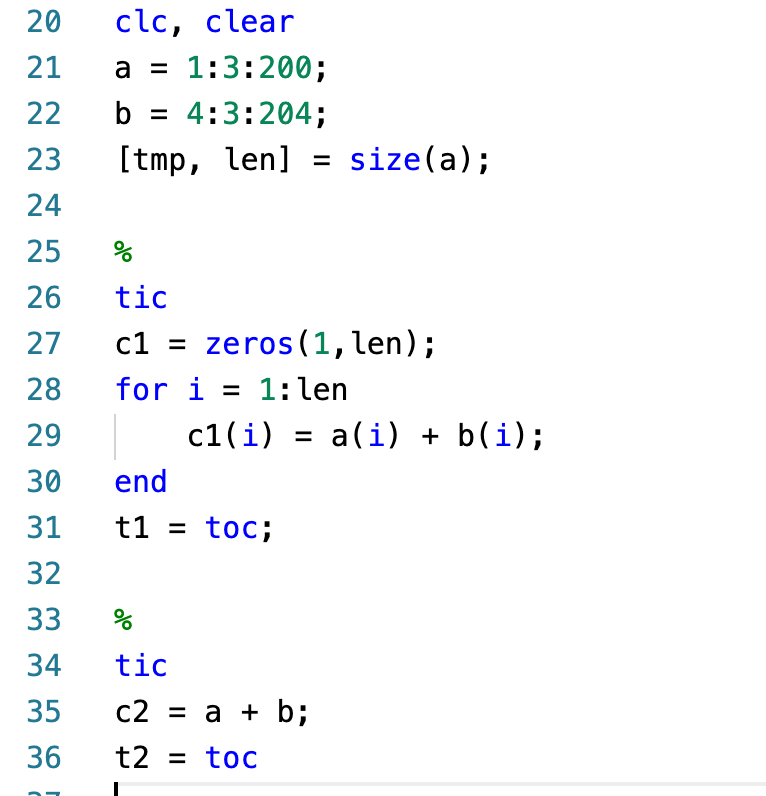 20 clc, clear
21 a = 1:3:200;
22 b = 4:3:204;
23 [tmp, len] = size(a);
24
25 %
26 tic
27 c1 = zeros(1,len);
28 for i = 1:len
29     c1(i) = a(i) + b(i);
30 end
31 t1 = toc;
32
33 %
34 tic
35 c2 = a + b;
36 t2 = toc